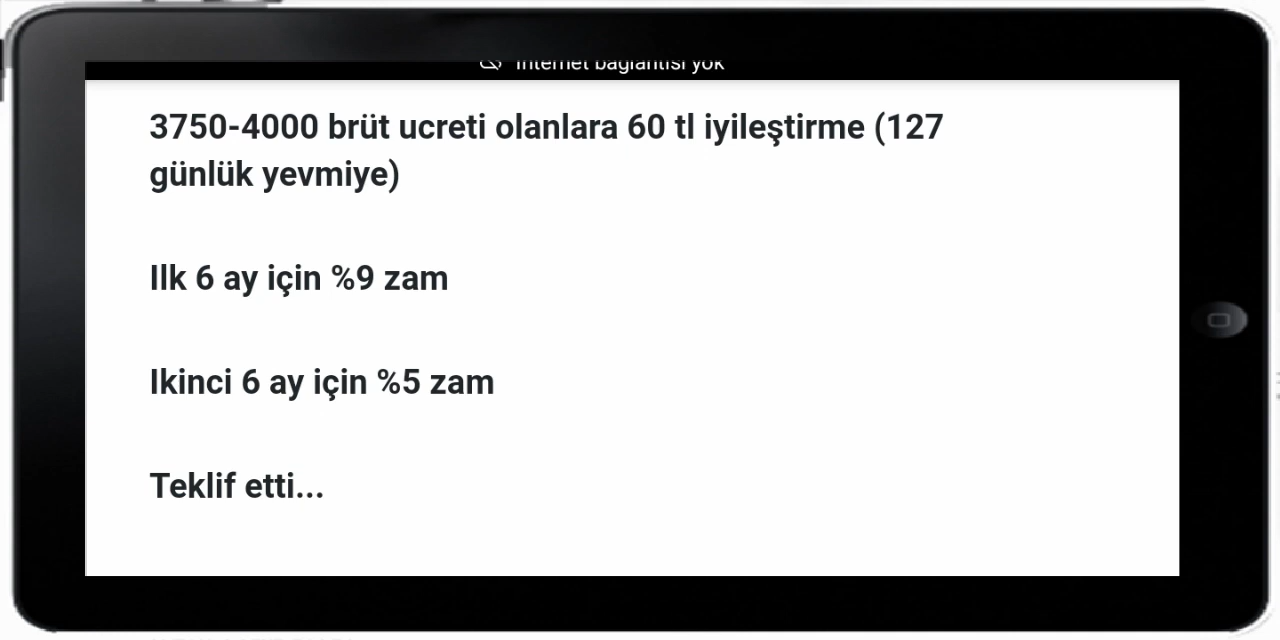 İnternet bağlantısı yok
3750-4000 brüt ucreti olanlara 60 tl iyileştirme (127
günlük yevmiye)
Ilk 6 ay için %9 zam
Ikinci 6 ay için %5 zam
Teklif etti...